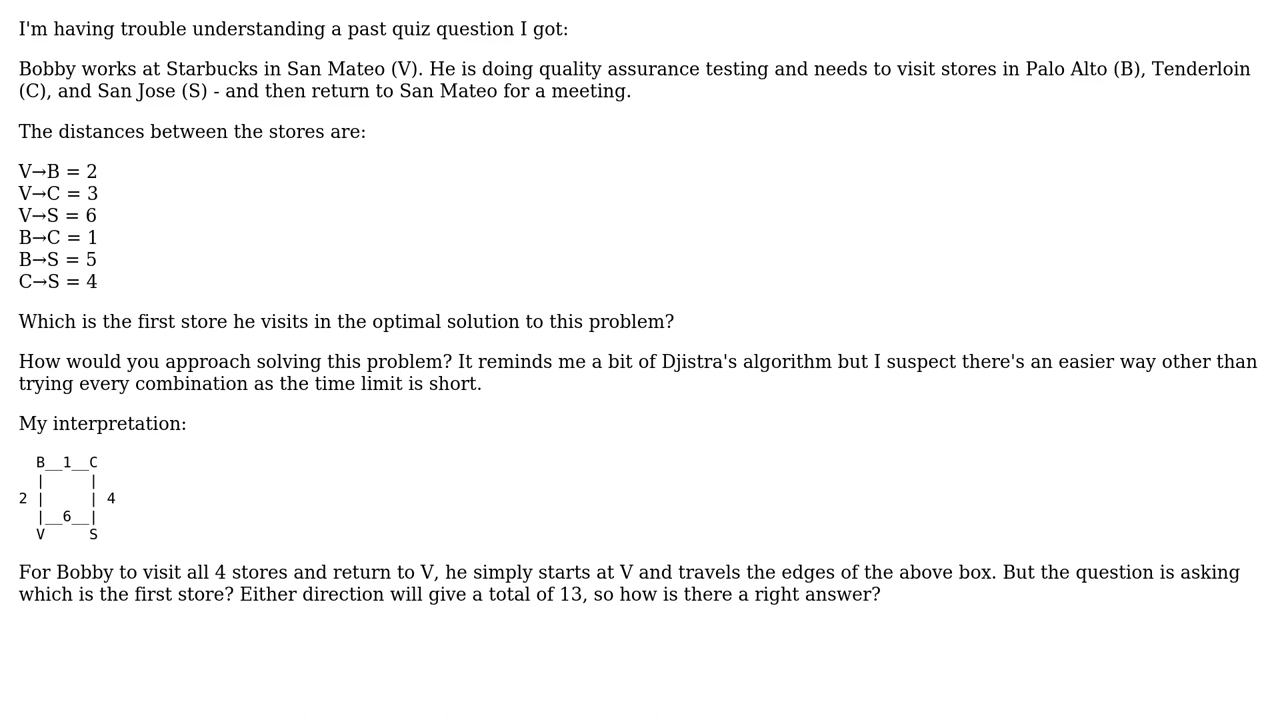 I'm having trouble understanding a past quiz question I got:
Bobby works at Starbucks in San Mateo (V). He is doing quality assurance testing and needs to visit stores in Palo Alto (B), Tenderloin
(C), and San Jose (S) - and then return to San Mateo for a meeting.
The distances between the stores are:
V→B = 2
V→C = 3
V→S = 6
B→C = 1
B→S = 5
C→S = 4
Which is the first store he visits in the optimal solution to this problem?
How would you approach solving this problem? It reminds me a bit of Djistra's algorithm but I suspect there's an easier way other than
trying every combination as the time limit is short.
My interpretation:
  B__1__C
  |     |
2 |     | 4
  |__6__|
  V     S
For Bobby to visit all 4 stores and return to V, he simply starts at V and travels the edges of the above box. But the question is asking
which is the first store? Either direction will give a total of 13, so how is there a right answer?